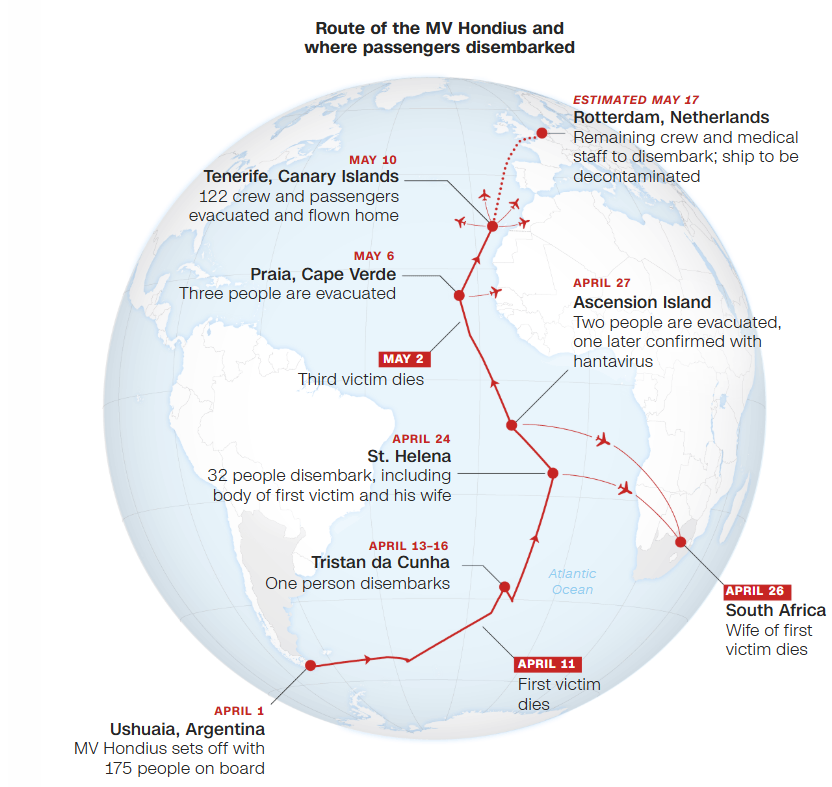 Route of the MV Hondius and
where passengers disembarked
ESTIMATED MAY 17
Rotterdam, Netherlands
Remaining crew and medical
staff to disembark; ship to be
decontaminated
MAY 10
Tenerife, Canary Islands
122 crew and passengers
evacuated and flown home
MAY 6
Praia, Cape Verde
Three people are evacuated
APRIL 27
Ascension Island
Two people are evacuated,
one later confirmed with
hantavirus
MAY 2
Third victim dies
APRIL 24
St. Helena
32 people disembark, including
body of first victim and his wife
APRIL 13–16
Tristan da Cunha
One person disembarks
Atlantic
Ocean
APRIL 26
South Africa
Wife of first
victim dies
APRIL 11
First victim
dies
APRIL 1
Ushuaia, Argentina
MV Hondius sets off with
175 people on board